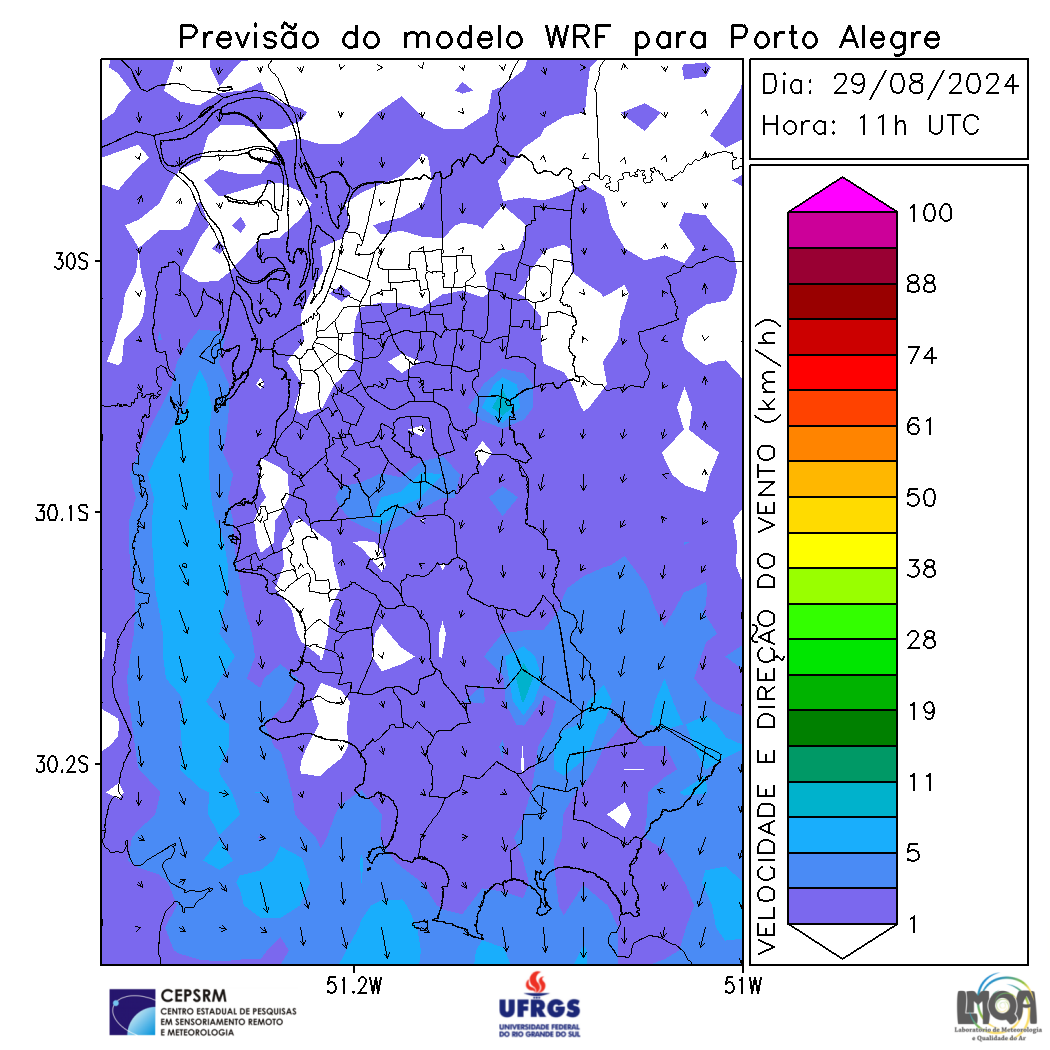 Previsão do modelo WRF para Porto Alegre
Dia: 29/08/2024
Hora: 11h UTC
30S
30.1S
30.2S
51.2W
51W
VELOCIDADE E DIREÇÃO DO VENTO (km/h)
100
88
74
61
50
38
28
19
11
5
1
CEPSRM
CENTRO ESTADUAL DE PESQUISAS
EM SENSORIAMENTO REMOTO
E METEOROLOGIA
UFRGS
UNIVERSIDADE FEDERAL
DO RIO GRANDE DO SUL
LMQA
Laboratório de Meteorologia
e Qualidade do Ar